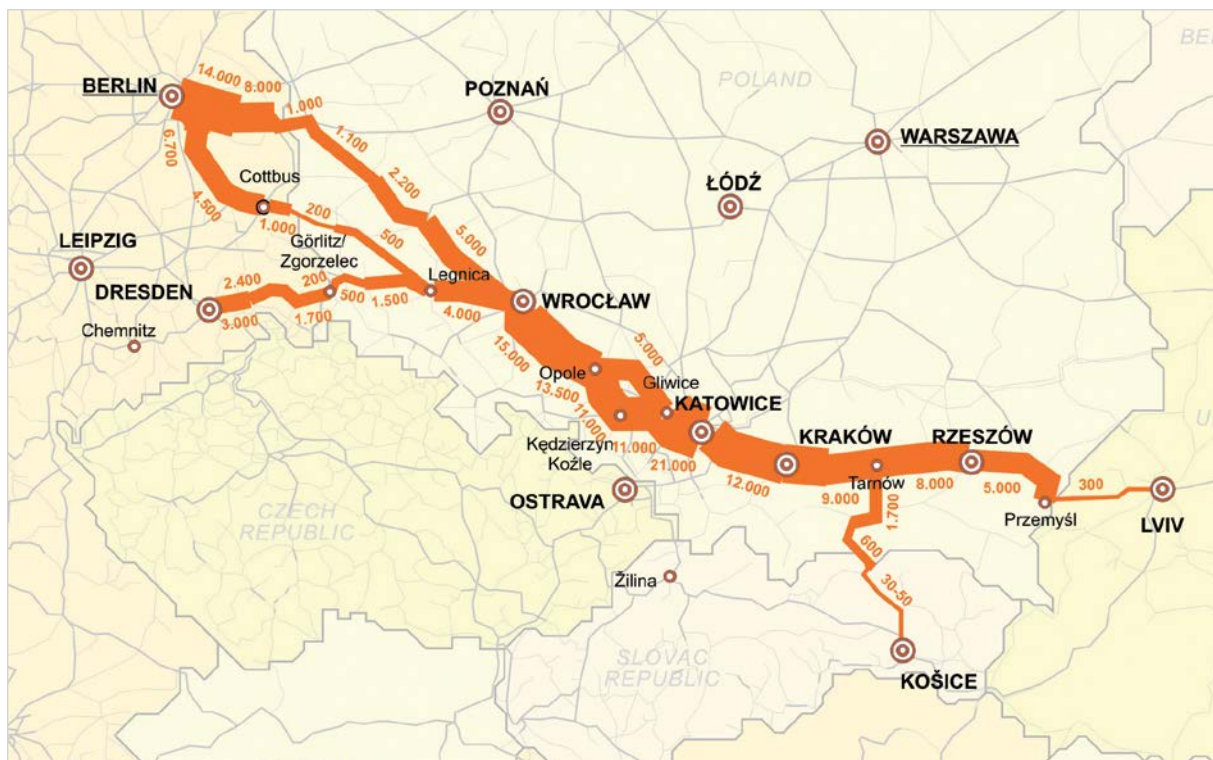 BERLIN
14.000
8.000
1.000
1.100
2.200
5.000
6.700
4.500
Cottbus
1.000
200
500
POZNAŃ
POLAND
WARSZAWA
ŁÓDŹ
LEIPZIG
DRESDEN
Chemnitz
Görlitz/
Zgorzelec
2.400
3.000
200
1.700
500
1.500
Legnica
4.000
WROCŁAW
15.000
Opole
13.500
5.000
Gliwice
KATOWICE
11.000
Kędzierzyn
Koźle
11.000
21.000
12.000
KRAKÓW
9.000
Tarnów
RZESZÓW
8.000
5.000
Przemyśl
300
LVIV
1.700
600
30-50
OSTRAVA
CZECH
REPUBLIC
Žilina
SLOVAC
REPUBLIC
KOŠICE
BE
U